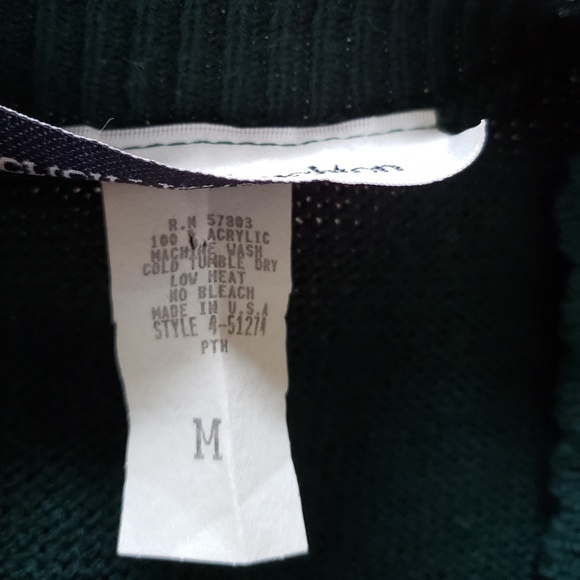 R.N 57803
100 % ACRYLIC
MACHINE WASH
COLD TUMBLE DRY
LOW HEAT
NO BLEACH
MADE IN U.S.A
STYLE 4-51274
PTH
M